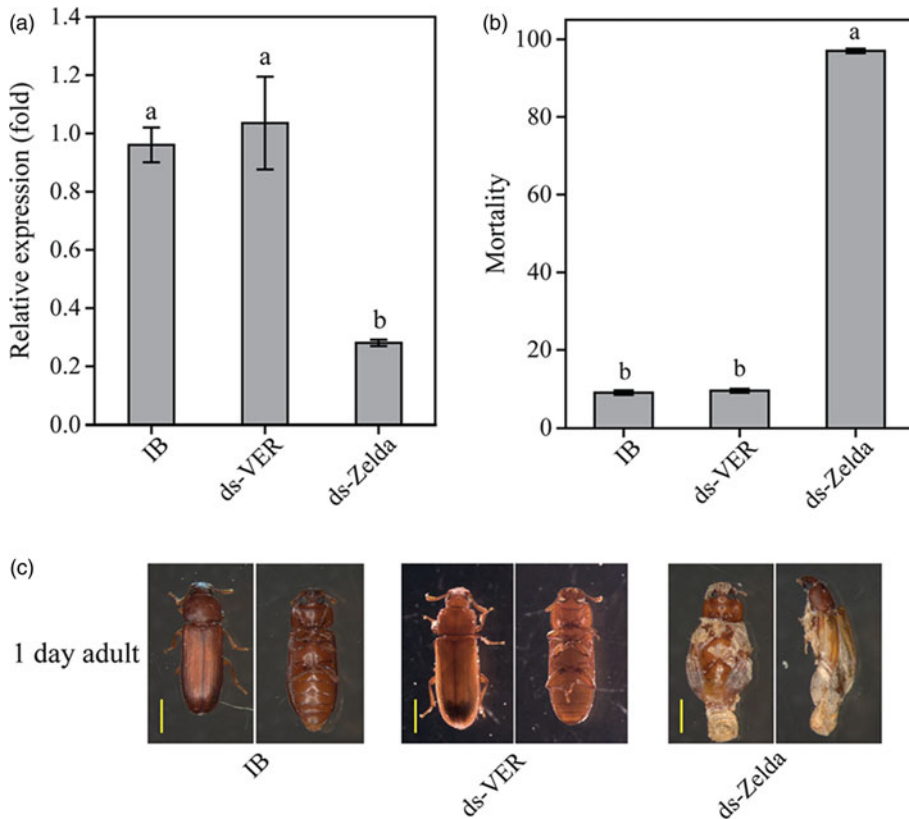 (a)
1.4
1.2
1.0
0.8
0.6
0.4
0.2
0.0
Relative expression (fold)
a
a
b
IB
ds-VER
ds-Zelda
(b)
100
80
60
40
20
0
Mortality
b
b
a
IB
ds-VER
ds-Zelda
(c)
1 day adult
IB
ds-VER
ds-Zelda